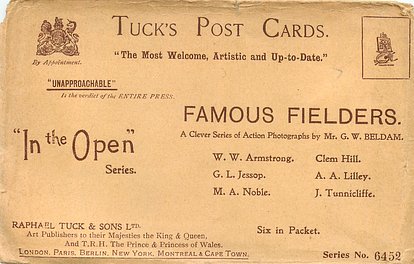 TUCK'S POST CARDS.
By Appointment.
"The Most Welcome, Artistic and Up-to-Date."
"UNAPPROACHABLE"
Is the verdict of the ENTIRE PRESS.
FAMOUS FIELDERS.
A Clever Series of Action Photographs by Mr. G. W. BELDAM.
"In the Open"
Series.
W. W. Armstrong. Clem Hill.
G. L. Jessop. A. A. Lilley.
M. A. Noble. J. Tunnicliffe.
Six in Packet.
RAPHAEL TUCK & SONS LTD.
Art Publishers to their Majesties the King & Queen,
And T.R.H. The Prince & Princess of Wales.
LONDON, PARIS, BERLIN, NEW YORK, MONTREAL & CAPE TOWN.
Series No. 6452